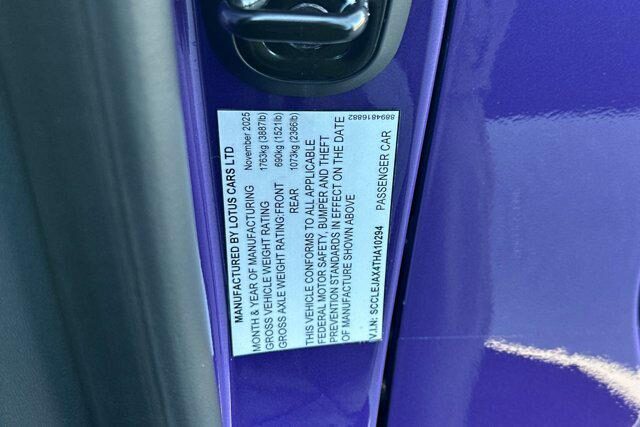 MANUFACTURED BY LOTUS CARS LTD
MONTH & YEAR OF MANUFACTURING November 2025
GROSS VEHICLE WEIGHT RATING 1763kg (3887lb)
GROSS AXLE WEIGHT RATING:FRONT 690kg (1521lb)
REAR 1073kg (2366lb)
THIS VEHICLE CONFORMS TO ALL APPLICABLE
FEDERAL MOTOR SAFETY, BUMPER AND THEFT
PREVENTION STANDARDS IN EFFECT ON THE DATE
OF MANUFACTURE SHOWN ABOVE
V.I.N: SCCLEJAX4THA10294 PASSENGER CAR
8894816882